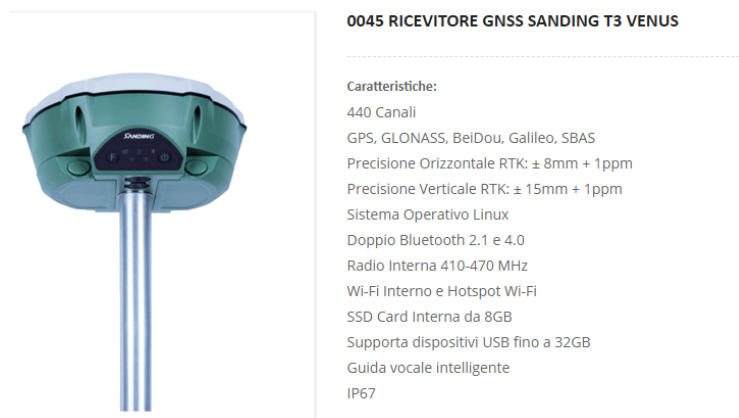 0045 RICEVITORE GNSS SANDING T3 VENUS
SANDING
F
Caratteristiche:
440 Canali
GPS, GLONASS, BeiDou, Galileo, SBAS
Precisione Orizzontale RTK: ± 8mm + 1ppm
Precisione Verticale RTK: ± 15mm + 1ppm
Sistema Operativo Linux
Doppio Bluetooth 2.1 e 4.0
Radio Interna 410-470 MHz
Wi-Fi Interno e Hotspot Wi-Fi
SSD Card Interna da 8GB
Supporta dispositivi USB fino a 32GB
Guida vocale intelligente
IP67